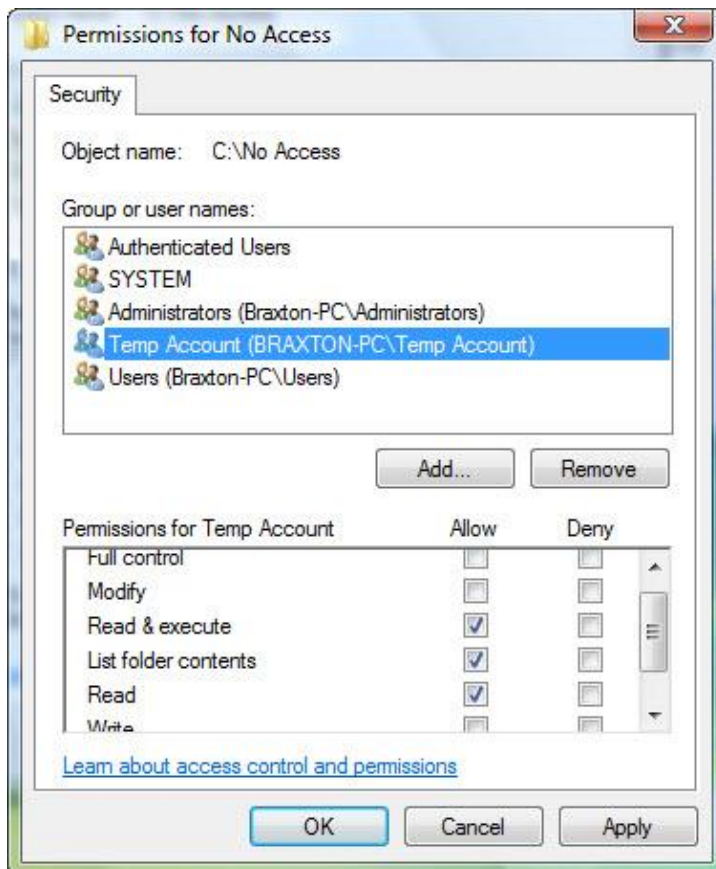 Permissions for No Access
Security
Object name: C:\No Access
Group or user names:
Authenticated Users
SYSTEM
Administrators (Braxton-PC\Administrators)
Temp Account (BRAXTON-PC\Temp Account)
Users (Braxton-PC\Users)
Add... Remove
Permissions for Temp Account Allow Deny
Full control
Modify
Read & execute
List folder contents
Read
Write
Learn about access control and permissions
OK Cancel Apply